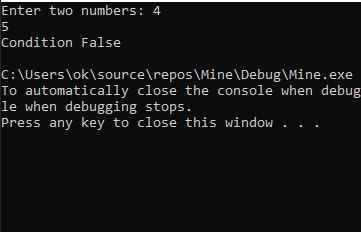 Enter two numbers: 4
5
Condition False
C:\Users\ok\source\repos\Mine\Debug\Mine.exe
To automatically close the console when debug
le when debugging stops.
Press any key to close this window . . .